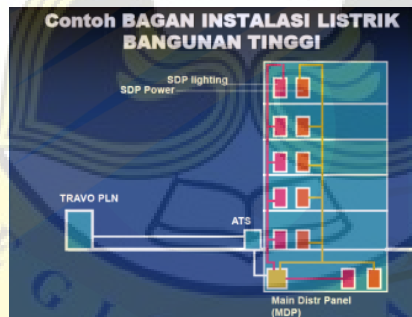 Contoh BAGAN INSTALASI LISTRIK
BANGUNAN TINGGI
SDP lighting
SDP Power
TRAVO PLN
ATS
Main Distr Panel
(MDP)